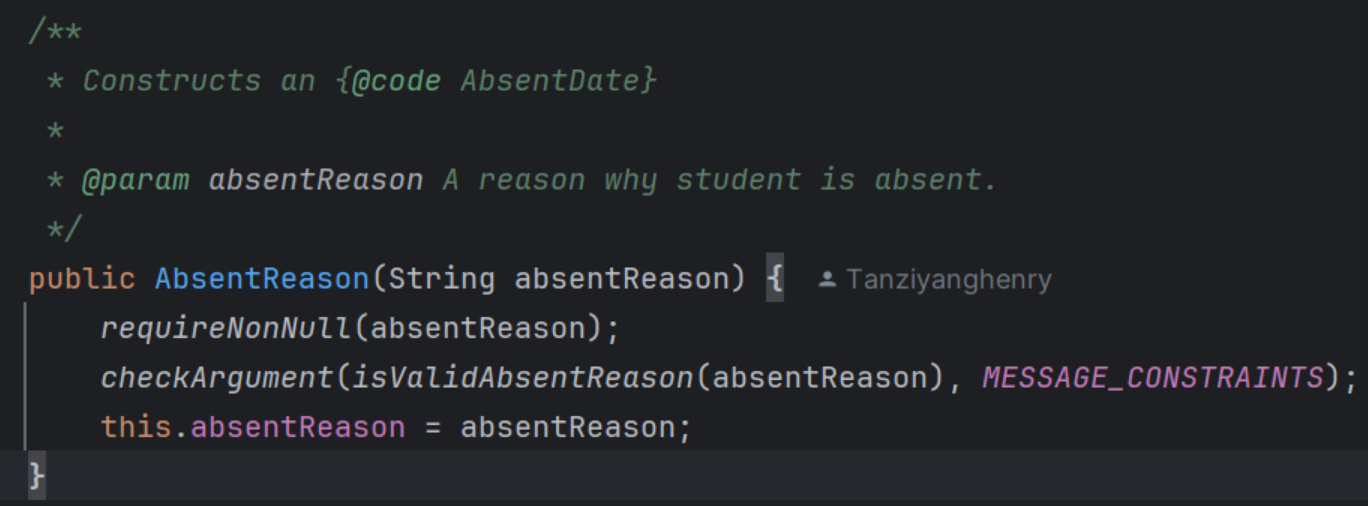 /**
 * Constructs an {@code AbsentDate}
 *
 * @param absentReason A reason why student is absent.
 */
public AbsentReason(String absentReason) { Tanziyanghenry
    requireNonNull(absentReason);
    checkArgument(isValidAbsentReason(absentReason), MESSAGE_CONSTRAINTS);
    this.absentReason = absentReason;
}